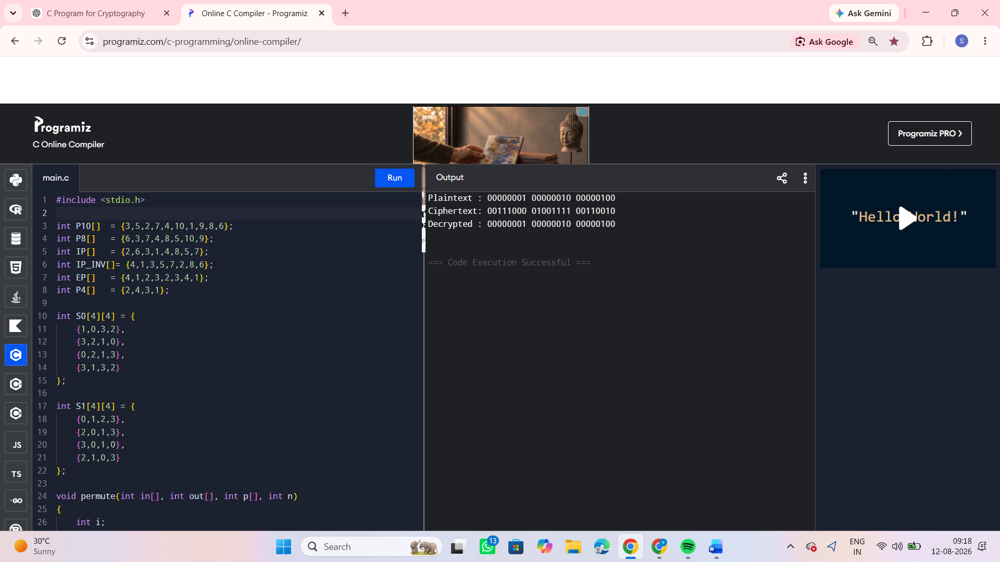 C Program for Cryptography
Online C Compiler - Programiz
Ask Gemini
programiz.com/c-programming/online-compiler/
Ask Google
S
Hettich
Programiz
C Online Compiler
Programiz PRO ❯
main.c
Run
Output
1 #include <stdio.h>
2
3 int P10[]  = {3,5,2,7,4,10,1,9,8,6};
4 int P8[]   = {6,3,7,4,8,5,10,9};
5 int IP[]   = {2,6,3,1,4,8,5,7};
6 int IP_INV[]= {4,1,3,5,7,2,8,6};
7 int EP[]   = {4,1,2,3,2,3,4,1};
8 int P4[]   = {2,4,3,1};
9
10 int S0[4][4] = {
11     {1,0,3,2},
12     {3,2,1,0},
13     {0,2,1,3},
14     {3,1,3,2}
15 };
16
17 int S1[4][4] = {
18     {0,1,2,3},
19     {2,0,1,3},
20     {3,0,1,0},
21     {2,1,0,3}
22 };
23
24 void permute(int in[], int out[], int p[], int n)
25 {
26     int i;
Plaintext : 00000001 00000010 00000100
Ciphertext: 00111000 01001111 00110010
Decrypted : 00000001 00000010 00000100
=== Code Execution Successful ===
"Hello World!"
JS
TS
GO
30°C
Sunny
Search
13
ENG
IN
09:18
12-08-2026